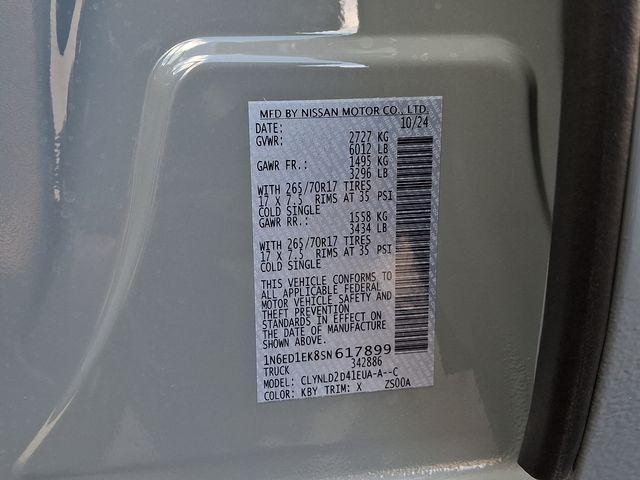 MFD BY NISSAN MOTOR CO., LTD.
DATE: 10/24
GVWR: 2727 KG
6012 LB
GAWR FR.: 1495 KG
3296 LB
WITH 265/70R17 TIRES
17 X 7.5 RIMS AT 35 PSI
COLD SINGLE
GAWR RR.: 1558 KG
3434 LB
WITH 265/70R17 TIRES
17 X 7.5 RIMS AT 35 PSI
COLD SINGLE
THIS VEHICLE CONFORMS TO
ALL APPLICABLE FEDERAL
MOTOR VEHICLE SAFETY AND
THEFT PREVENTION
STANDARDS IN EFFECT ON
THE DATE OF MANUFACTURE
SHOWN ABOVE.
1N6ED1EK8SN617899
TRUCK 342886
MODEL: CLYNLD2D41EUA-A--C
COLOR: KBY TRIM: X ZS00A